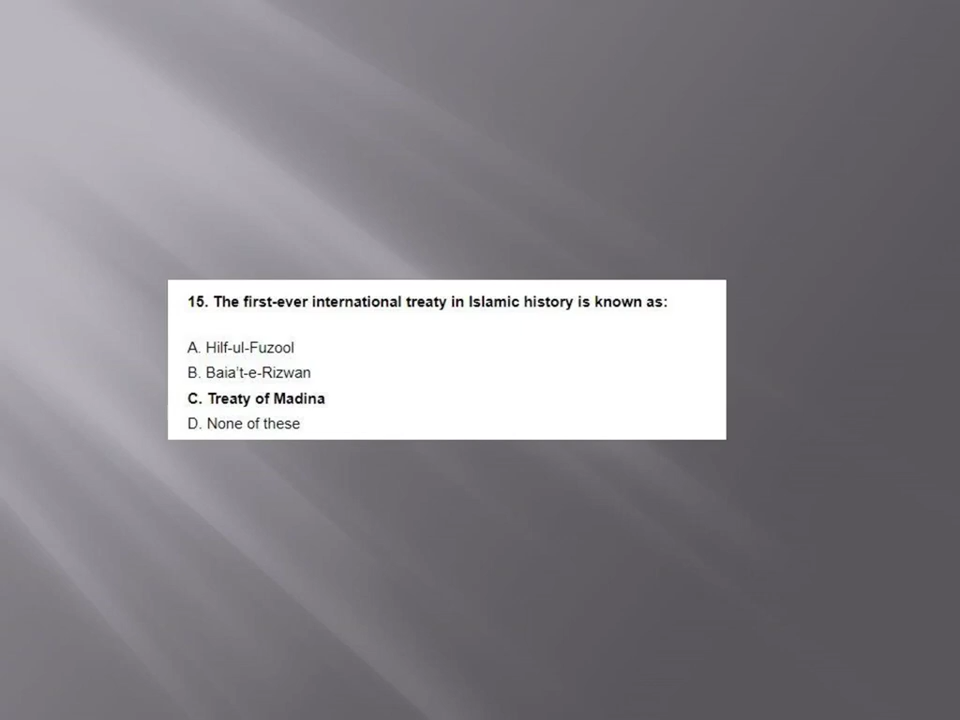 15. The first-ever international treaty in Islamic history is known as:
A. Hilf-ul-Fuzool
B. Baia't-e-Rizwan
C. Treaty of Madina
D. None of these